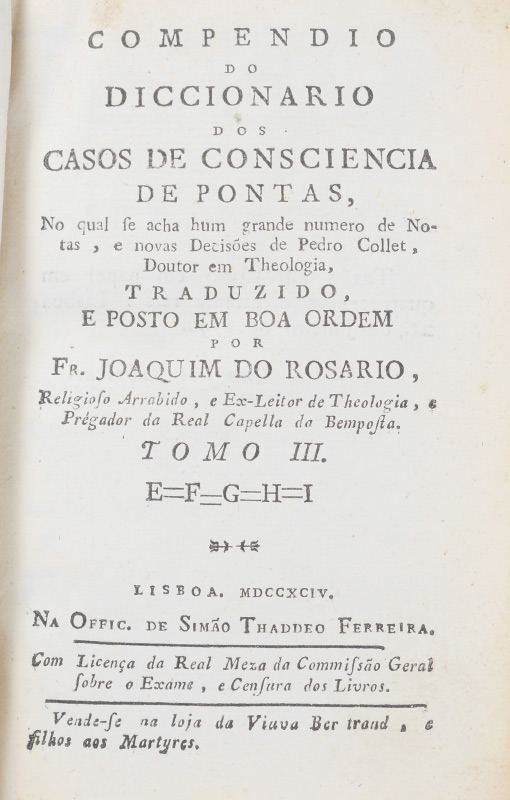 COMPENDIO
DO
DICCIONARIO
DOS
CASOS DE CONSCIENCIA
DE PONTAS,
No qual ſe acha hum grande numero de No-
tas , e novas Decisões de Pedro Collet ,
Doutor em Theologia,
TRADUZIDO,
E POSTO EM BOA ORDEM
POR
FR. JOAQUIM DO ROSARIO ,
Religioſo Arrabido , e Ex-Leitor de Theologia , e
Prégador da Real Capella da Bempoſta.
TOMO III.
E=F=G=H=I
LISBOA. MDCCXCIV.
NA OFFIC. DE SIMÃO THADDEO FERREIRA.
Com Licença da Real Meza da Commiſsão Geral
ſobre o Exame , e Cenſura dos Livros.
Vende-ſe na loja da Viuva Bertrand , e
filhos aos Martyres.